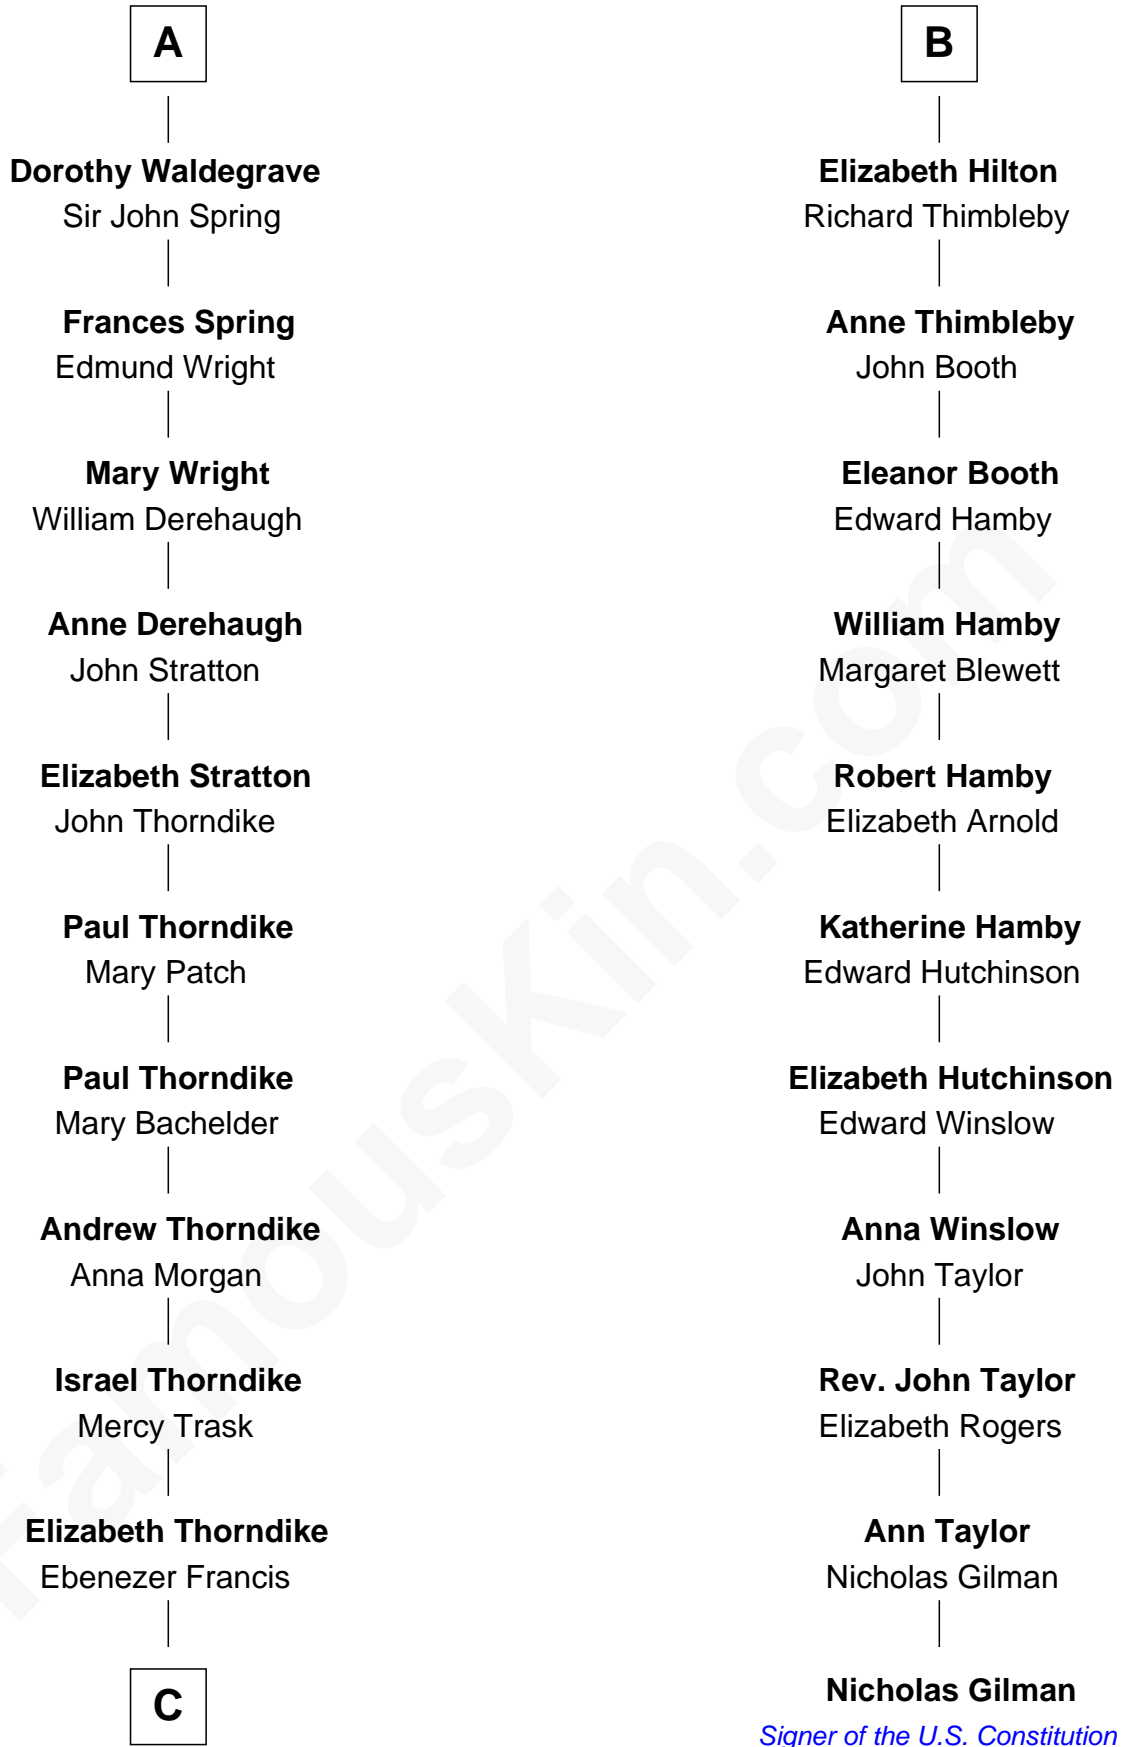 A
Dorothy Waldegrave
Sir John Spring
Frances Spring
Edmund Wright
Mary Wright
William Derehaugh
Anne Derehaugh
John Stratton
Elizabeth Stratton
John Thorndike
Paul Thorndike
Mary Patch
Paul Thorndike
Mary Bachelder
Andrew Thorndike
Anna Morgan
Israel Thorndike
Mercy Trask
Elizabeth Thorndike
Ebenezer Francis
C
B
Elizabeth Hilton
Richard Thimbleby
Anne Thimbleby
John Booth
Eleanor Booth
Edward Hamby
William Hamby
Margaret Blewett
Robert Hamby
Elizabeth Arnold
Katherine Hamby
Edward Hutchinson
Elizabeth Hutchinson
Edward Winslow
Anna Winslow
John Taylor
Rev. John Taylor
Elizabeth Rogers
Ann Taylor
Nicholas Gilman
Nicholas Gilman
Signer of the U.S. Constitution
FamousKin.com